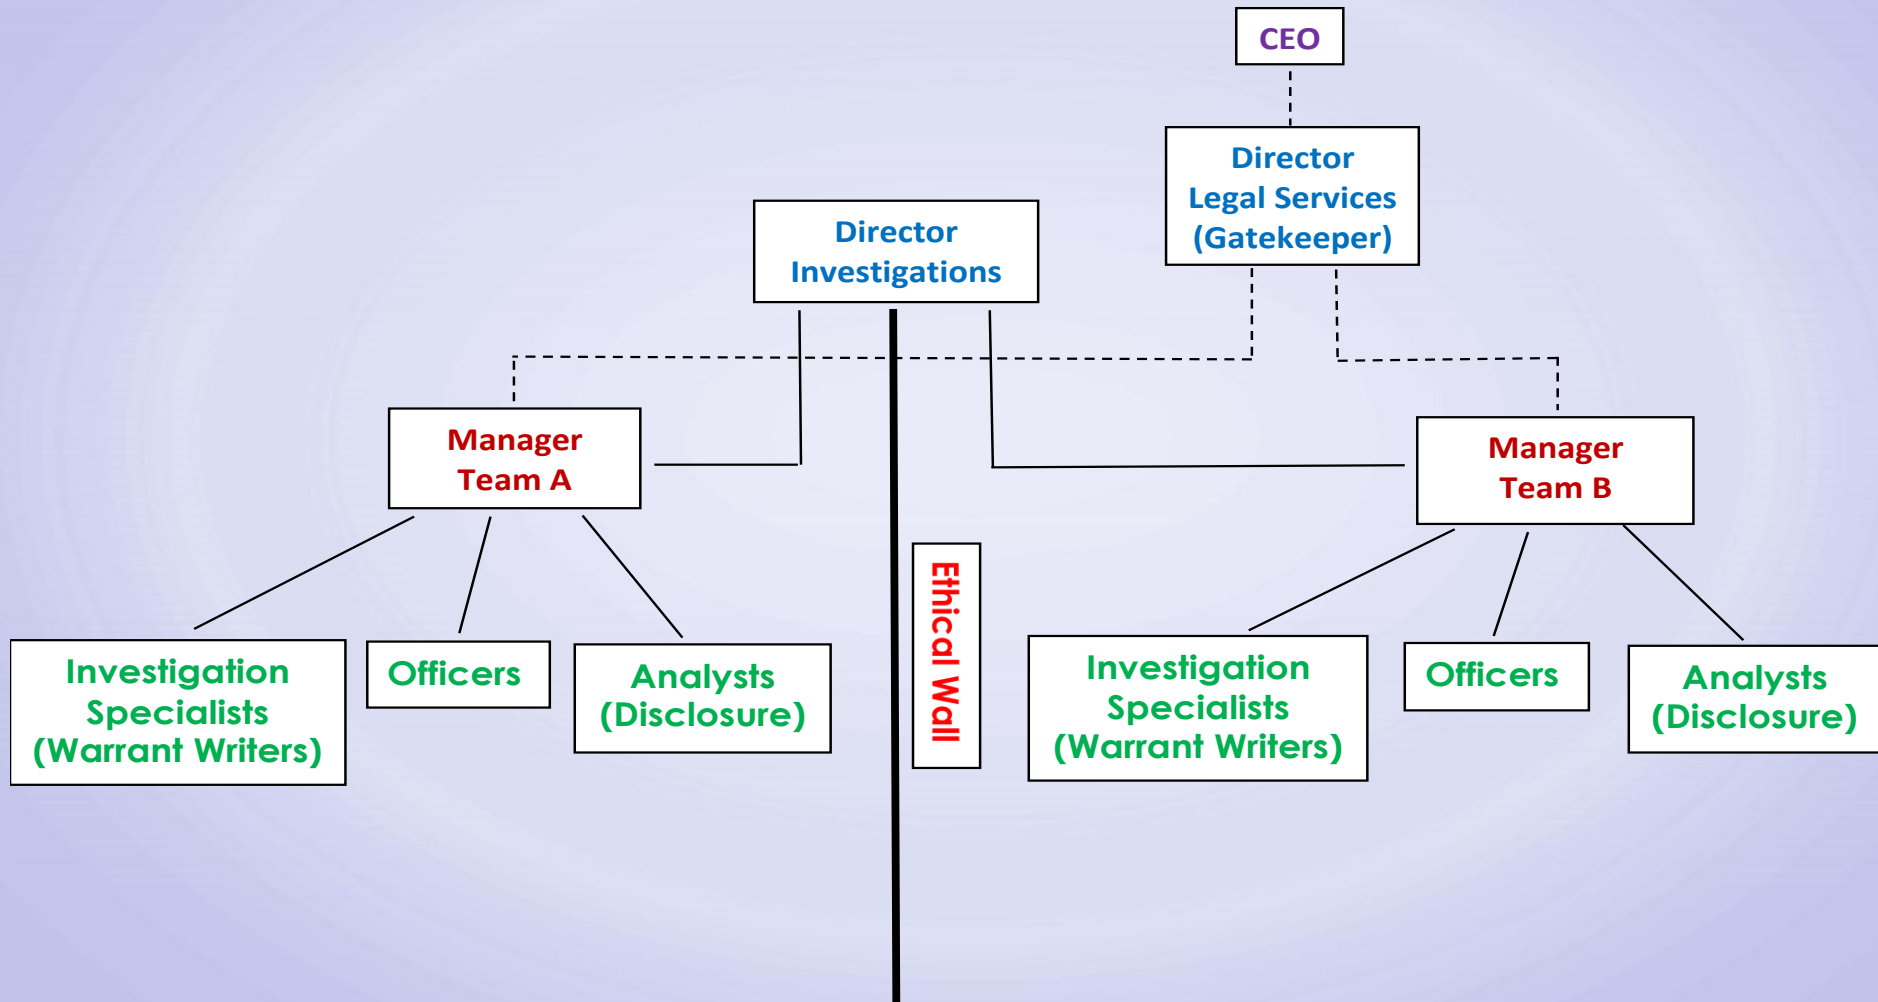 CEO
Director
Legal Services
(Gatekeeper)
Director
Investigations
Manager
Team A
Manager
Team B
Ethical Wall
Investigation
Specialists
(Warrant Writers)
Officers
Analysts
(Disclosure)
Investigation
Specialists
(Warrant Writers)
Officers
Analysts
(Disclosure)